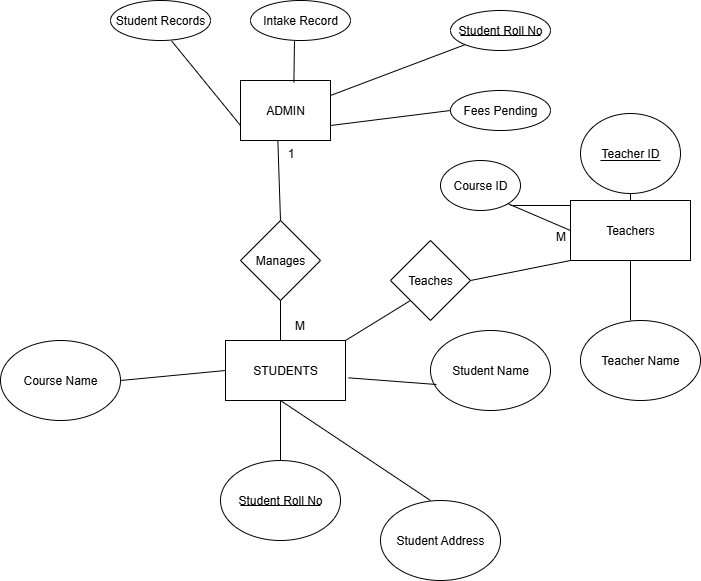 Student Records
Intake Record
Student Roll No
ADMIN
Fees Pending
1
Teacher ID
Course ID
M
Teachers
Manages
Teaches
M
STUDENTS
Student Name
Teacher Name
Course Name
Student Roll No
Student Address